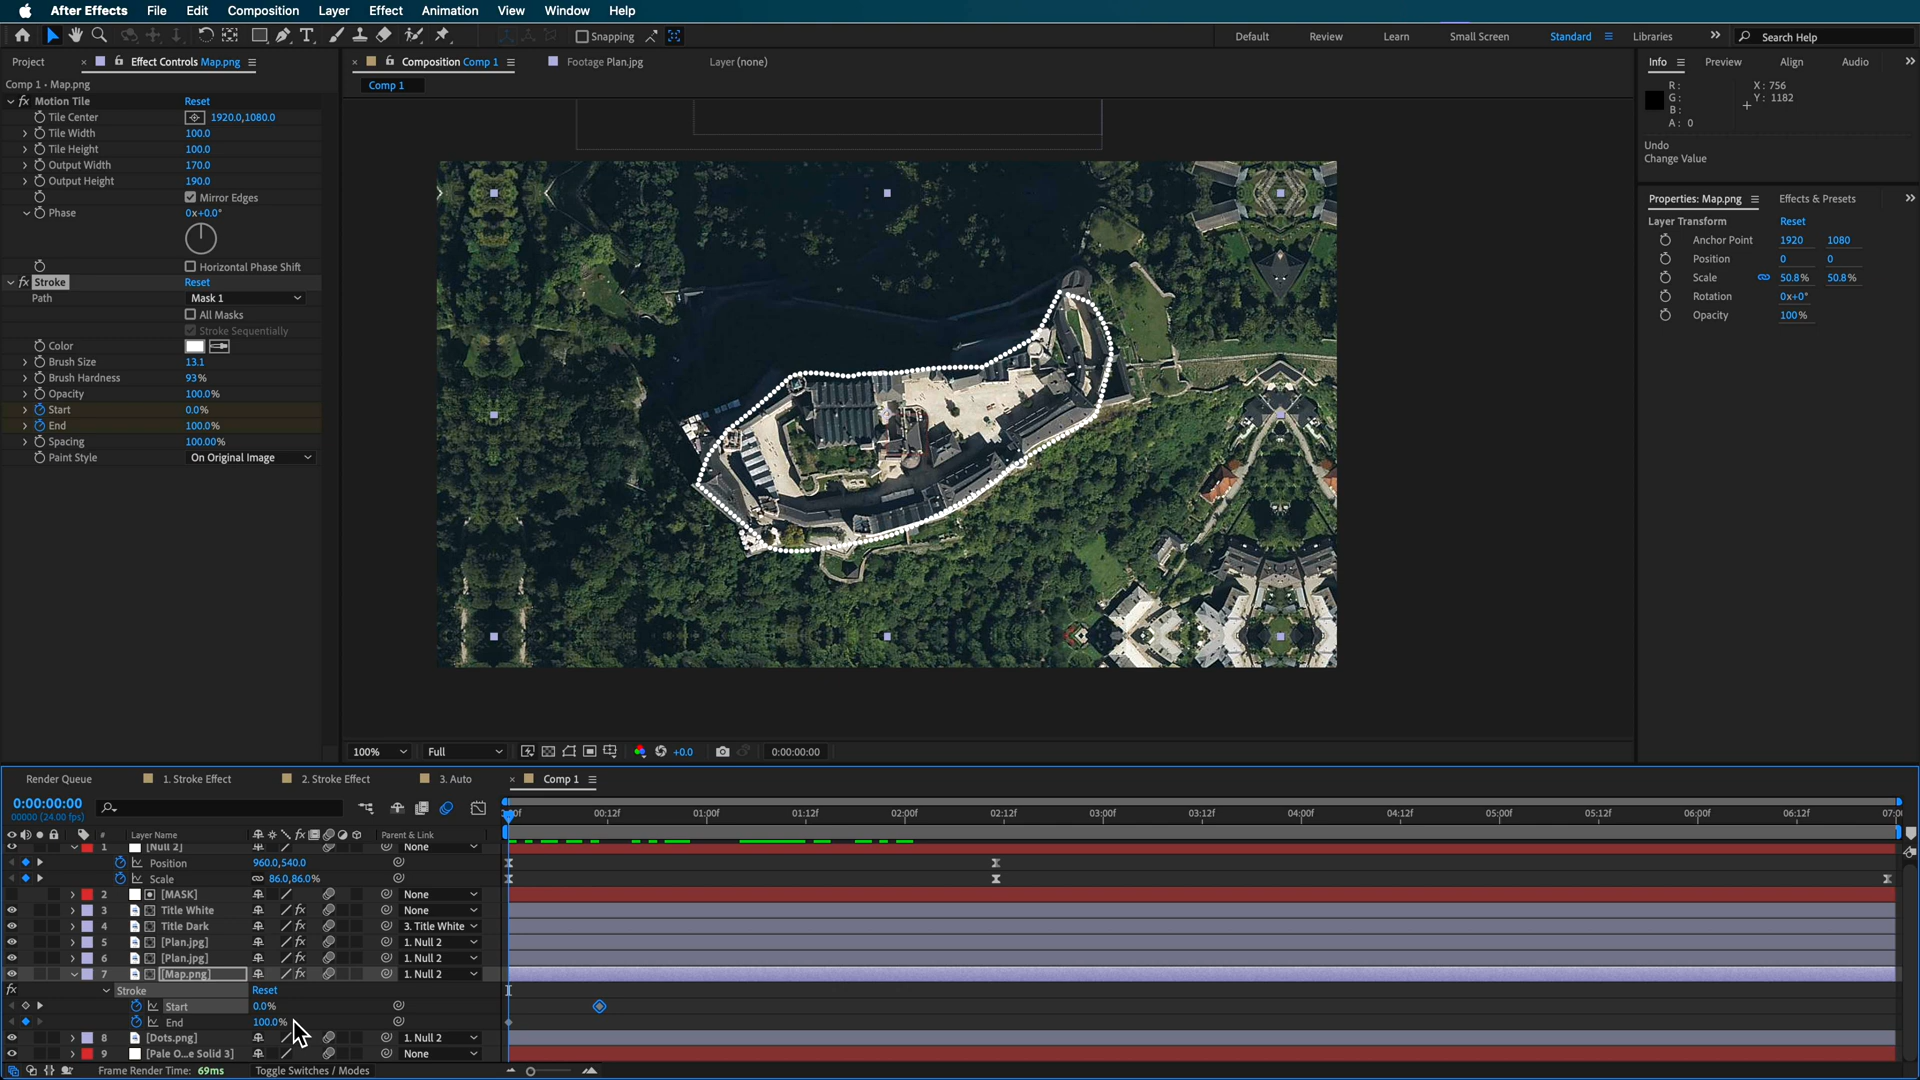 After Effects File Edit Composition Layer Effect Animation View Window Help
Snapping Default Review Learn Small Screen Standard Libraries Search Help
Project Effect Controls Map.png Composition Comp 1 Footage Plan.jpg Layer (none) Info Preview Align Audio
Comp 1 • Map.png
Comp 1
Motion Tile Reset
Tile Center 1920.0,1080.0
Tile Width 100.0
Tile Height 100.0
Output Width 170.0
Output Height 190.0
Mirror Edges
Phase 0x+0.0°
Horizontal Phase Shift
Stroke Reset
Path Mask 1
All Masks
Stroke Sequentially
Color
Brush Size 13.1
Brush Hardness 93%
Opacity 100.0%
Start 0.0%
End 100.0%
Spacing 100.00%
Paint Style On Original Image
R: X: 756
G: Y: 1182
B:
A: 0
Undo
Change Value
Properties: Map.png Effects & Presets
Layer Transform Reset
Anchor Point 1920 1080
Position 0 0
Scale 50.8% 50.8%
Rotation 0x+0°
Opacity 100%
100% Full +0.0 0:00:00:00
Render Queue 1. Stroke Effect 2. Stroke Effect 3. Auto Comp 1
0:00:00:00
00000 (24.00 fps)
00:12f 01:00f 01:12f 02:00f 02:12f 03:00f 03:12f 04:00f 04:12f 05:00f 05:12f 06:00f 06:12f
# Layer Name Parent & Link
1 [Null 2] None
Position 960.0,540.0
Scale 86.0,86.0%
2 [MASK] None
3 Title White None
4 Title Dark 3. Title White
5 [Plan.jpg] 1. Null 2
6 [Plan.jpg] 1. Null 2
7 [Map.png] 1. Null 2
Stroke Reset
Start 0.0%
End 100.0%
8 [Dots.png] 1. Null 2
9 [Pale O...e Solid 3] None
Frame Render Time: 69ms Toggle Switches / Modes